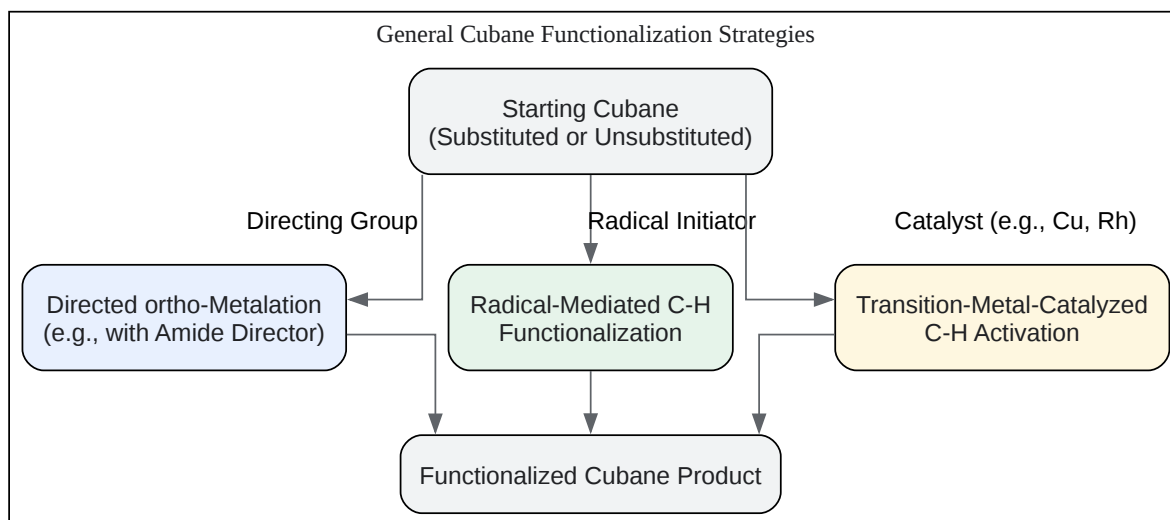 General Cubane Functionalization Strategies
Starting Cubane
(Substituted or Unsubstituted)
Directing Group
Radical Initiator
Catalyst (e.g., Cu, Rh)
Directed ortho-Metalation
(e.g., with Amide Director)
Radical-Mediated C-H
Functionalization
Transition-Metal-Catalyzed
C-H Activation
Functionalized Cubane Product